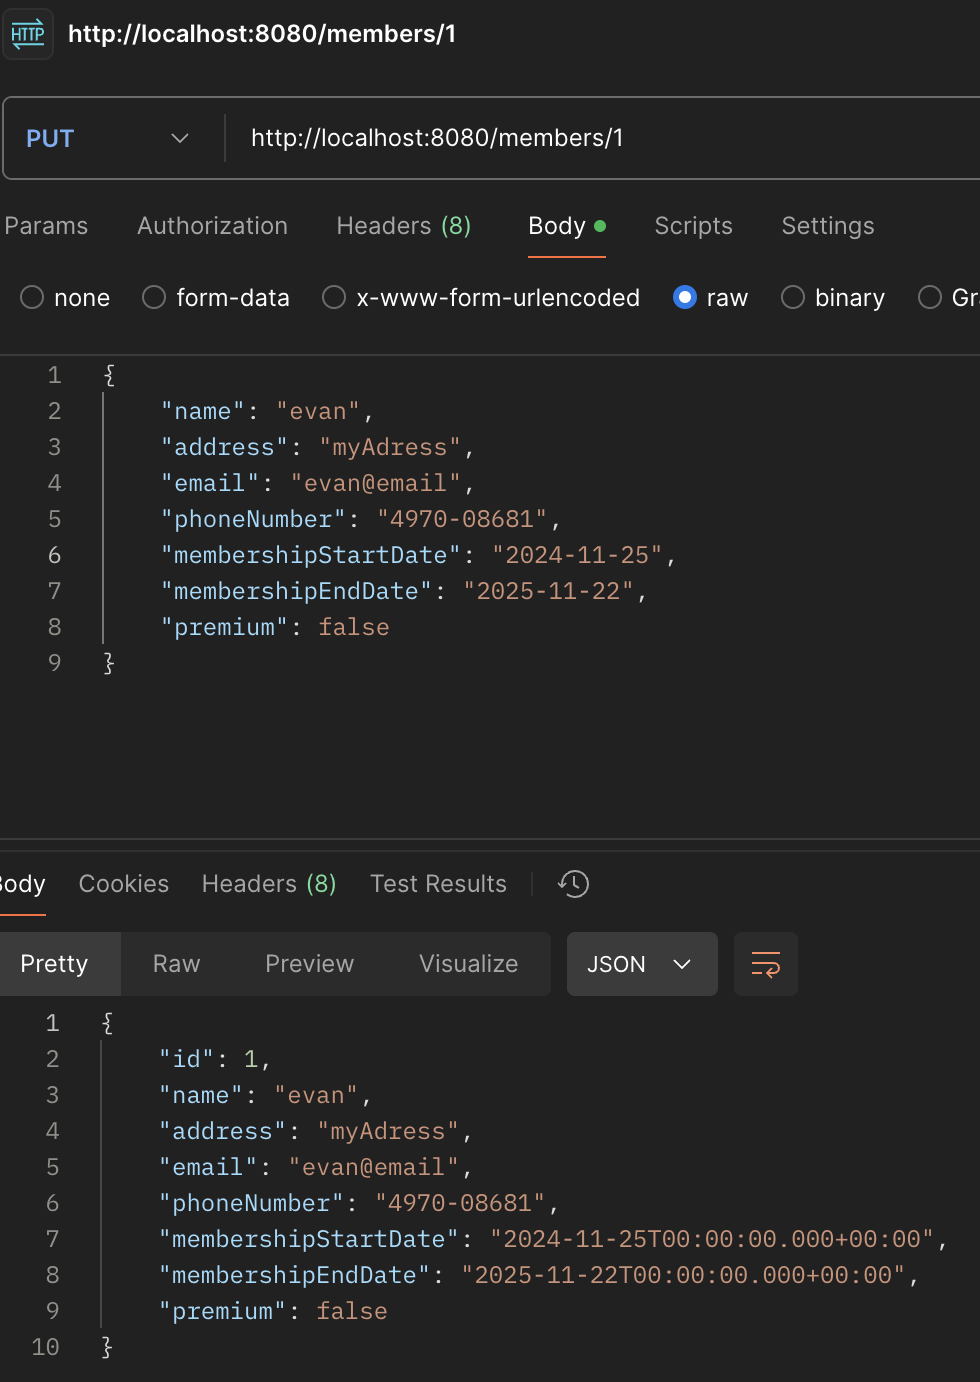 HTTP http://localhost:8080/members/1
PUT http://localhost:8080/members/1
Params Authorization Headers (8) Body Scripts Settings
none form-data x-www-form-urlencoded raw binary Gr
1 {
2 "name": "evan",
3 "address": "myAdress",
4 "email": "evan@email",
5 "phoneNumber": "4970-08681",
6 "membershipStartDate": "2024-11-25",
7 "membershipEndDate": "2025-11-22",
8 "premium": false
9 }
Body Cookies Headers (8) Test Results
Pretty Raw Preview Visualize JSON
1 {
2 "id": 1,
3 "name": "evan",
4 "address": "myAdress",
5 "email": "evan@email",
6 "phoneNumber": "4970-08681",
7 "membershipStartDate": "2024-11-25T00:00:00.000+00:00",
8 "membershipEndDate": "2025-11-22T00:00:00.000+00:00",
9 "premium": false
10 }